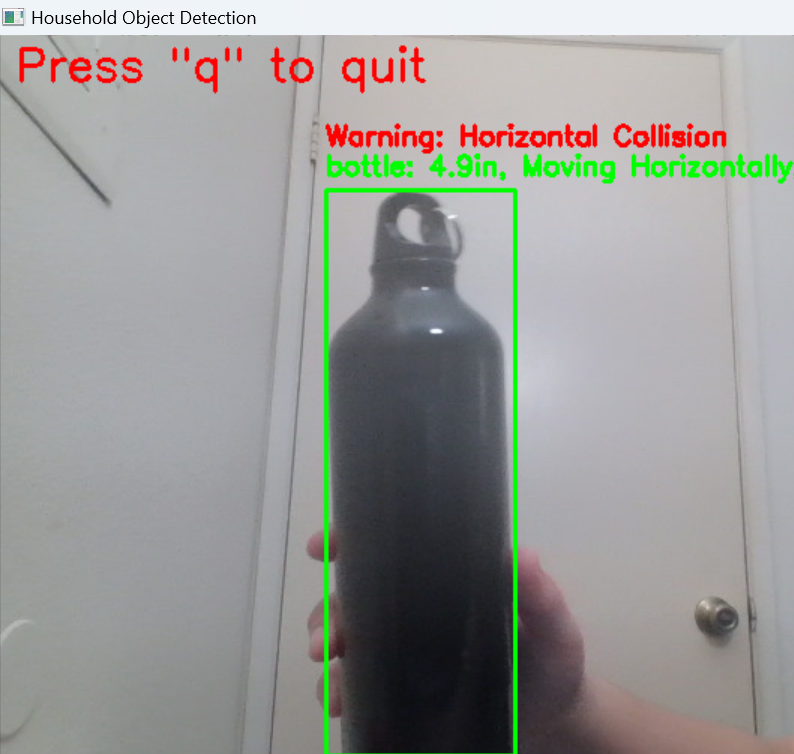 Household Object Detection
Press "q" to quit
Warning: Horizontal Collision
bottle: 4.9in, Moving Horizontally